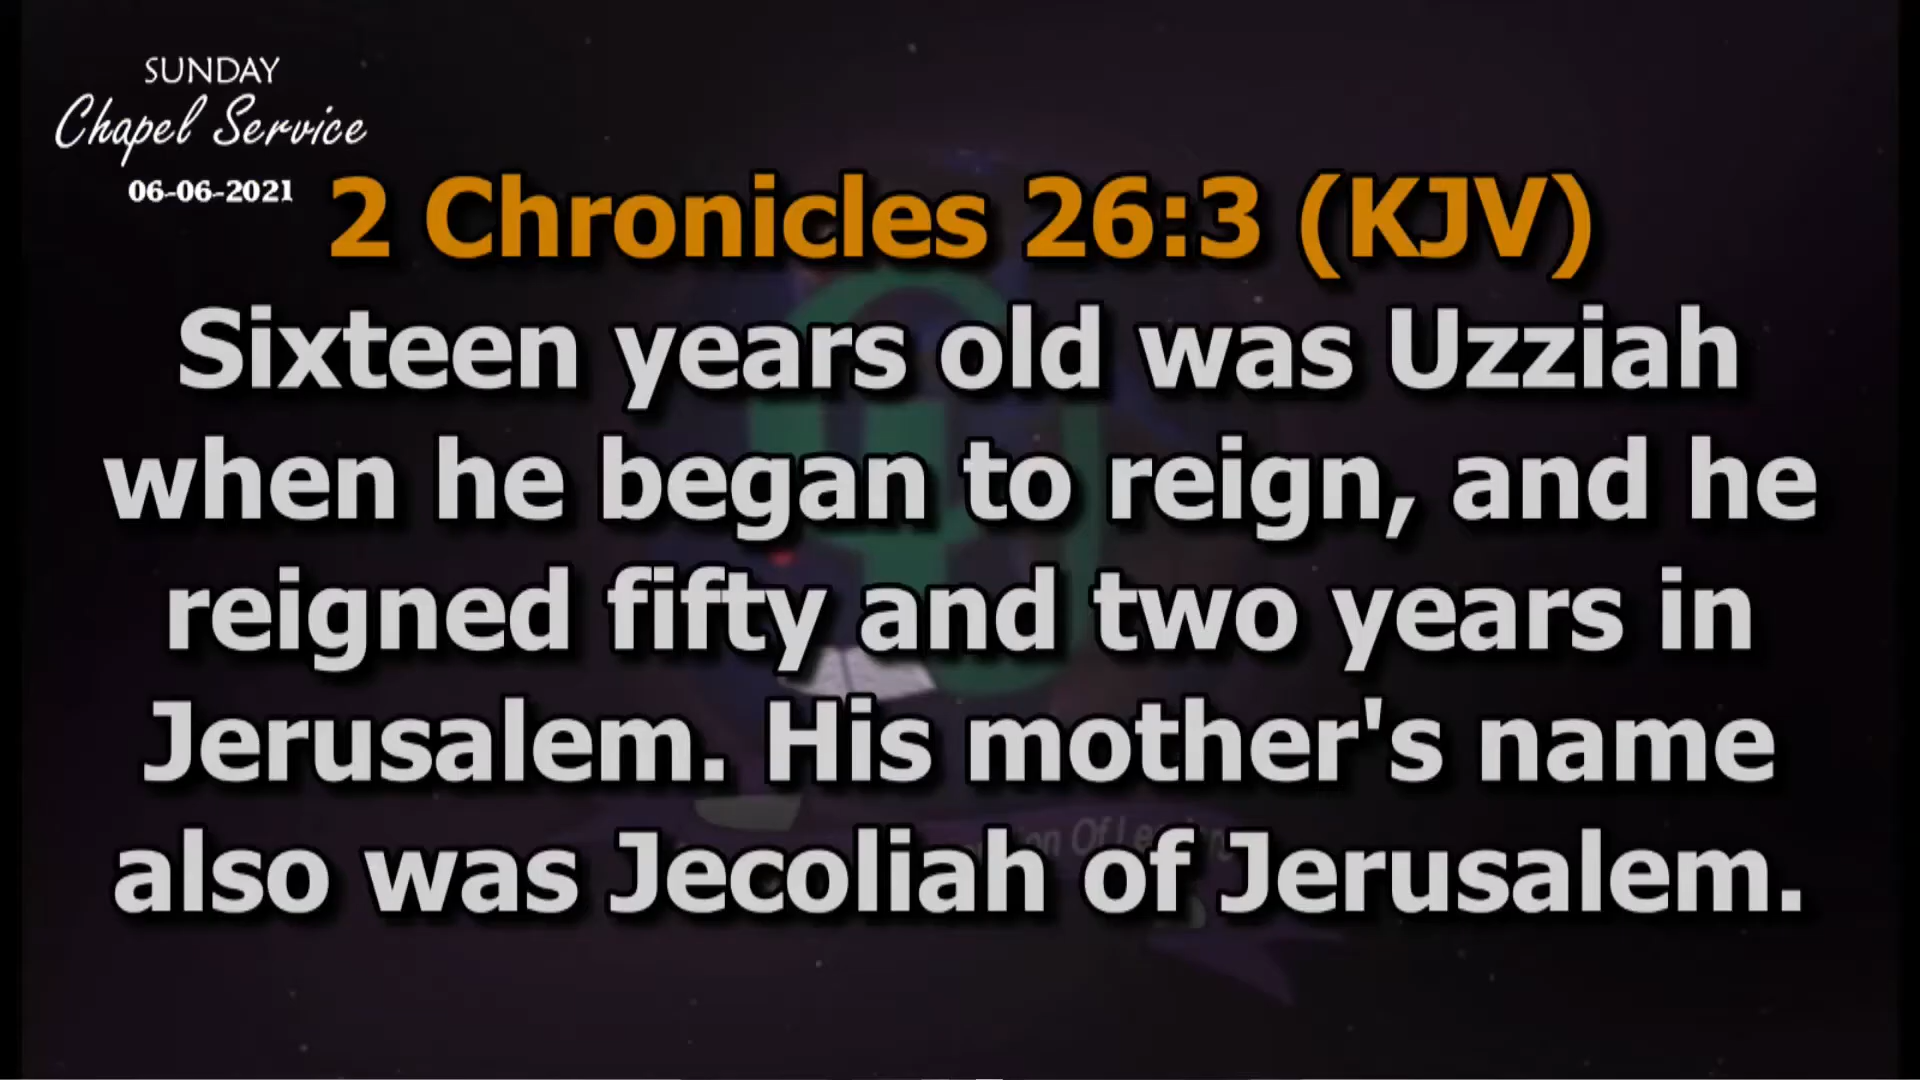 SUNDAY
Chapel Service
06-06-2021
2 Chronicles 26:3 (KJV)
Sixteen years old was Uzziah
when he began to reign, and he
reigned fifty and two years in
Jerusalem. His mother's name
also was Jecoliah of Jerusalem.